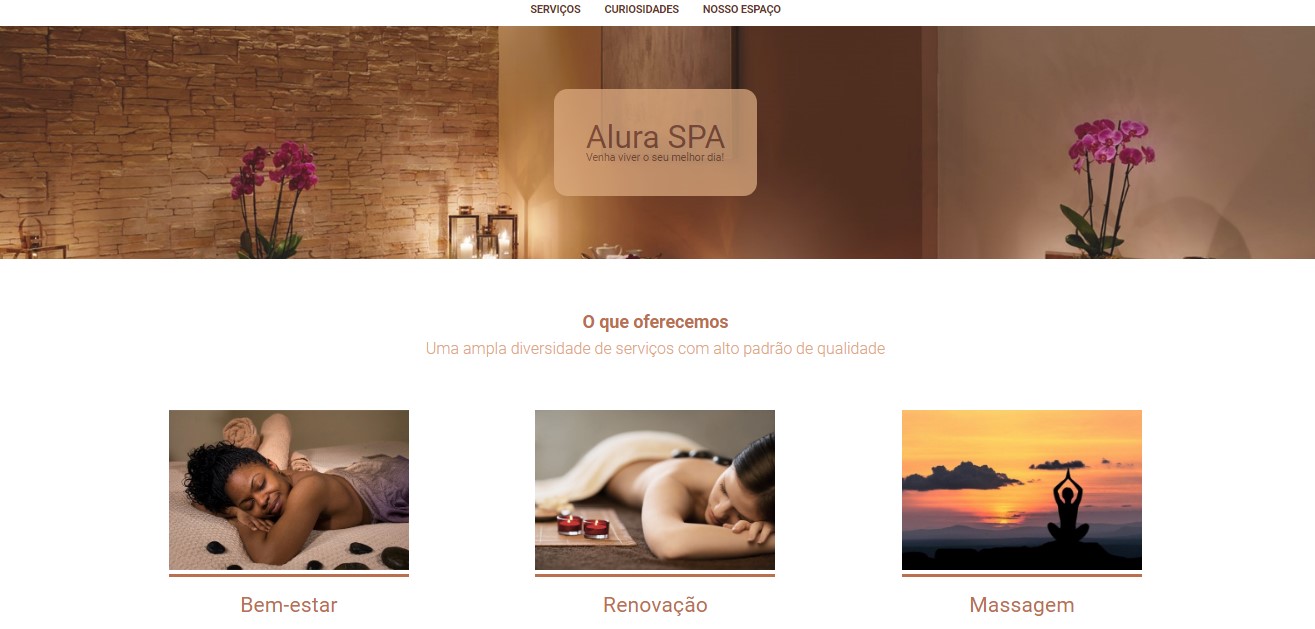 SERVIÇOS CURIOSIDADES NOSSO ESPAÇO
Alura SPA
Venha viver o seu melhor dia!
O que oferecemos
Uma ampla diversidade de serviços com alto padrão de qualidade
Bem-estar Renovação Massagem